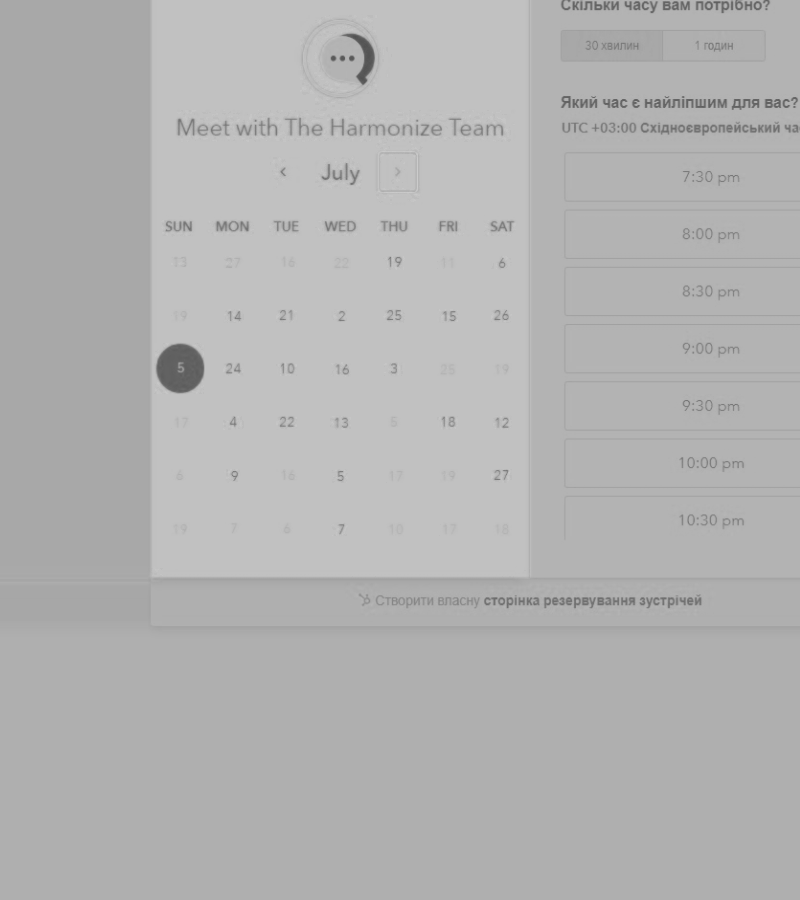 Meet with The Harmonize Team
July
SUN MON TUE WED THU FRI SAT
13 27 16 22 19 11 6
19 14 21 2 25 15 26
5 24 10 16 3 25 19
17 4 22 13 5 18 12
6 9 16 5 17 19 27
19 7 6 7 10 17 18
Скільки часу вам потрібно?
30 хвилин 1 годин
Який час є найліпшим для вас?
UTC +03:00 Східноєвропейський
7:30 pm
8:00 pm
8:30 pm
9:00 pm
9:30 pm
10:00 pm
10:30 pm
Створити власну сторінка резервування зустрічей